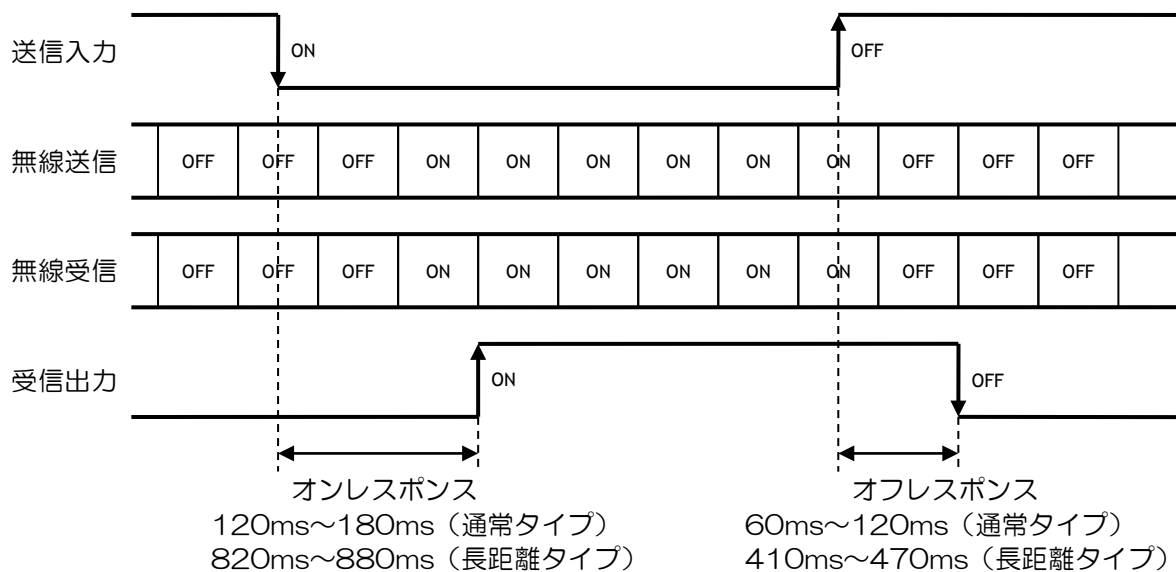 送信入力
ON
OFF
無線送信
OFF OFF OFF ON ON ON ON ON ON OFF OFF OFF
無線受信
OFF OFF OFF ON ON ON ON ON ON OFF OFF OFF
受信出力
ON
OFF
オンレスポンス
120ms～180ms（通常タイプ）
820ms～880ms（長距離タイプ）
オフレスポンス
60ms～120ms（通常タイプ）
410ms～470ms（長距離タイプ）